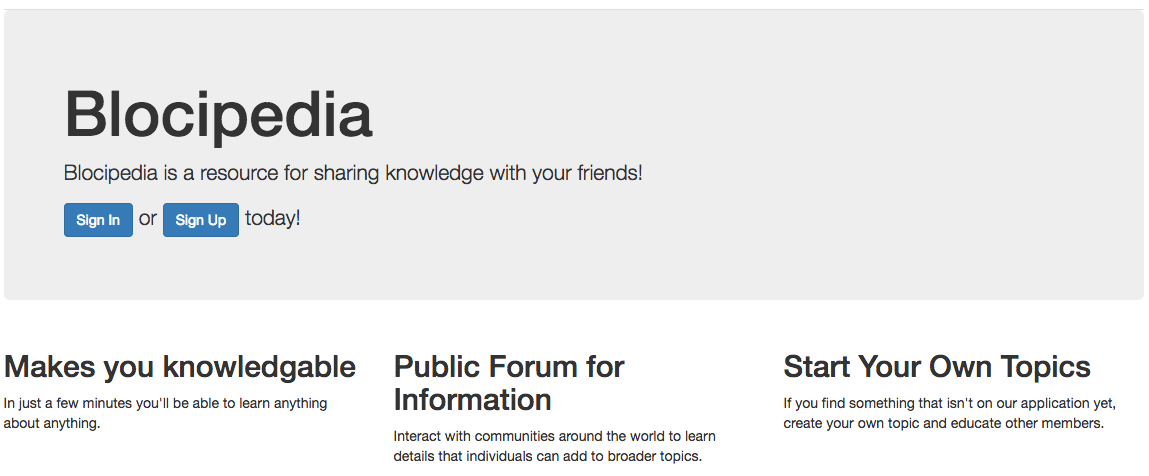 Blocipedia
Blocipedia is a resource for sharing knowledge with your friends!
Sign In or Sign Up today!
Makes you knowledgable
In just a few minutes you'll be able to learn anything
about anything.
Public Forum for
Information
Interact with communities around the world to learn
details that individuals can add to broader topics.
Start Your Own Topics
If you find something that isn't on our application yet,
create your own topic and educate other members.